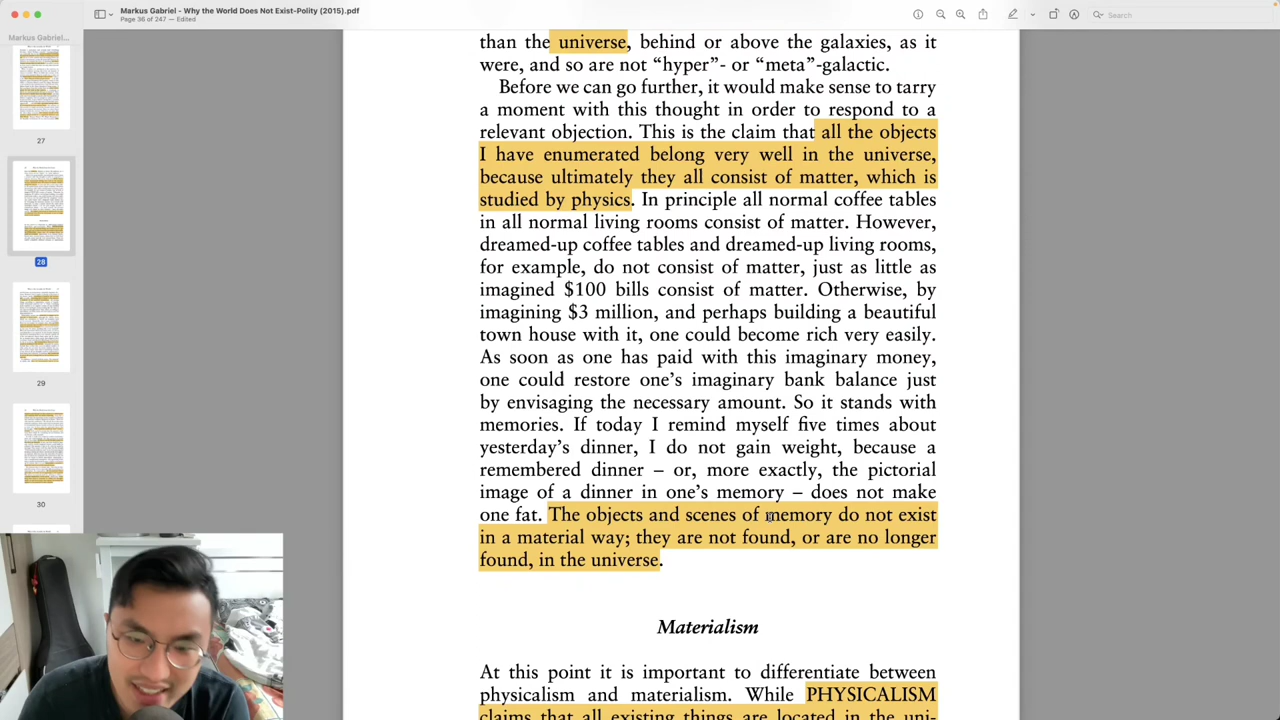 Markus Gabriel - Why the World Does Not Exist-Polity (2015).pdf
Page 36 of 247 — Edited
Search
Markus Gabriel...
27
28
29
30
than the universe, behind or above the galaxies, as it
were, and so are not “hyper”- or “meta”-galactic.
Before we can go further, it would make sense to tarry
a moment with this thought in order to respond to a
relevant objection. This is the claim that all the objects
I have enumerated belong very well in the universe,
because ultimately they all consist of matter, which is
studied by physics. In principle all normal coffee tables
in all normal living rooms consist of matter. However,
dreamed-up coffee tables and dreamed-up living rooms,
for example, do not consist of matter, just as little as
imagined $100 bills consist of matter. Otherwise, by
imagining $3 million, and perhaps building a beautiful
town house with it, one could become rich very easily.
As soon as one has paid with his imaginary money,
one could restore one’s imaginary bank balance just
by envisaging the necessary amount. So it stands with
memories. If today I remind myself five times about
yesterday’s dinner, I do not gain weight, because a
remembered dinner – or, more exactly, the pictorial
image of a dinner in one’s memory – does not make
one fat. The objects and scenes of memory do not exist
in a material way; they are not found, or are no longer
found, in the universe.
Materialism
At this point it is important to differentiate between
physicalism and materialism. While PHYSICALISM
claims that all existing things are located in the uni-